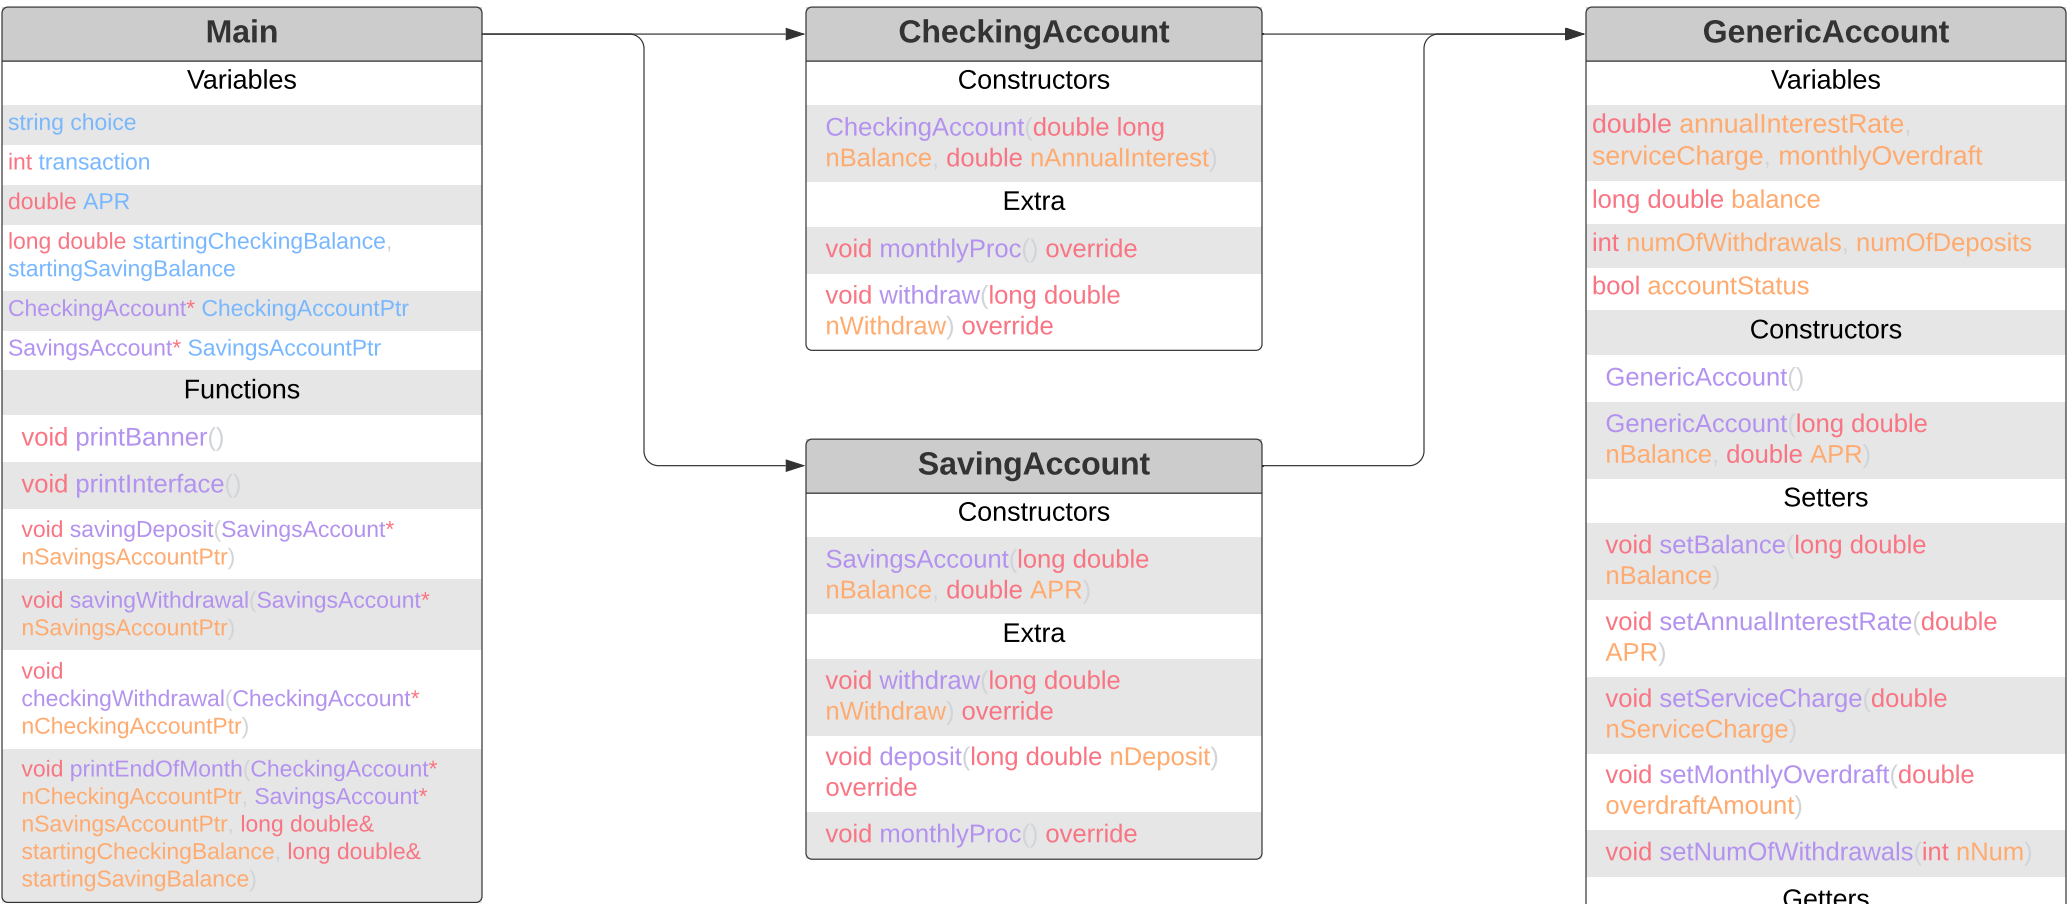 Main
Variables
string choice
int transaction
double APR
long double startingCheckingBalance,
startingSavingBalance
CheckingAccount* CheckingAccountPtr
SavingsAccount* SavingsAccountPtr
Functions
void printBanner()
void printInterface()
void savingDeposit(SavingsAccount*
nSavingsAccountPtr)
void savingWithdrawal(SavingsAccount*
nSavingsAccountPtr)
void
checkingWithdrawal(CheckingAccount*
nCheckingAccountPtr)
void printEndOfMonth(CheckingAccount*
nCheckingAccountPtr, SavingsAccount*
nSavingsAccountPtr, long double&
startingCheckingBalance, long double&
startingSavingBalance)
CheckingAccount
Constructors
CheckingAccount(double long
nBalance, double nAnnualInterest)
Extra
void monthlyProc() override
void withdraw(long double
nWithdraw) override
SavingAccount
Constructors
SavingsAccount(long double
nBalance, double APR)
Extra
void withdraw(long double
nWithdraw) override
void deposit(long double nDeposit)
override
void monthlyProc() override
GenericAccount
Variables
double annualInterestRate,
serviceCharge, monthlyOverdraft
long double balance
int numOfWithdrawals, numOfDeposits
bool accountStatus
Constructors
GenericAccount()
GenericAccount(long double
nBalance, double APR)
Setters
void setBalance(long double
nBalance)
void setAnnualInterestRate(double
APR)
void setServiceCharge(double
nServiceCharge)
void setMonthlyOverdraft(double
overdraftAmount)
void setNumOfWithdrawals(int nNum)
Getters